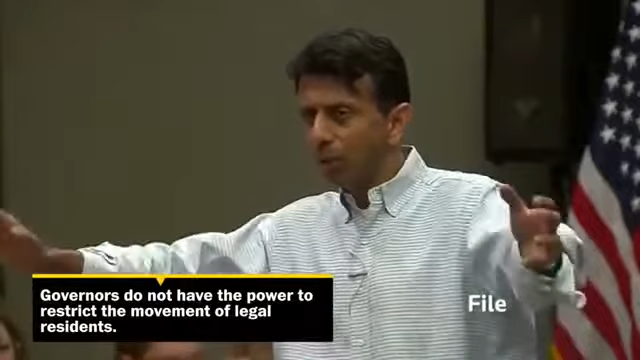 Governors do not have the power to
restrict the movement of legal
residents.
File